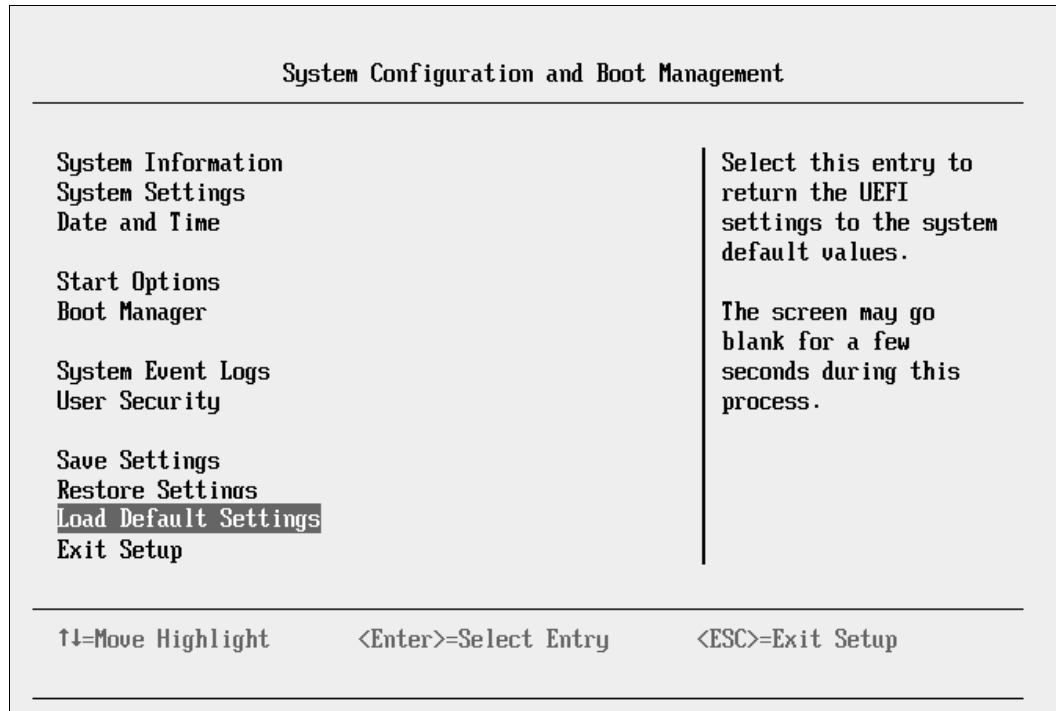 System Configuration and Boot Management
System Information
System Settings
Date and Time
Start Options
Boot Manager
System Event Logs
User Security
Save Settings
Restore Settings
Load Default Settings
Exit Setup
Select this entry to
return the UEFI
settings to the system
default values.
The screen may go
blank for a few
seconds during this
process.
↑↓=Move Highlight <Enter>=Select Entry <ESC>=Exit Setup